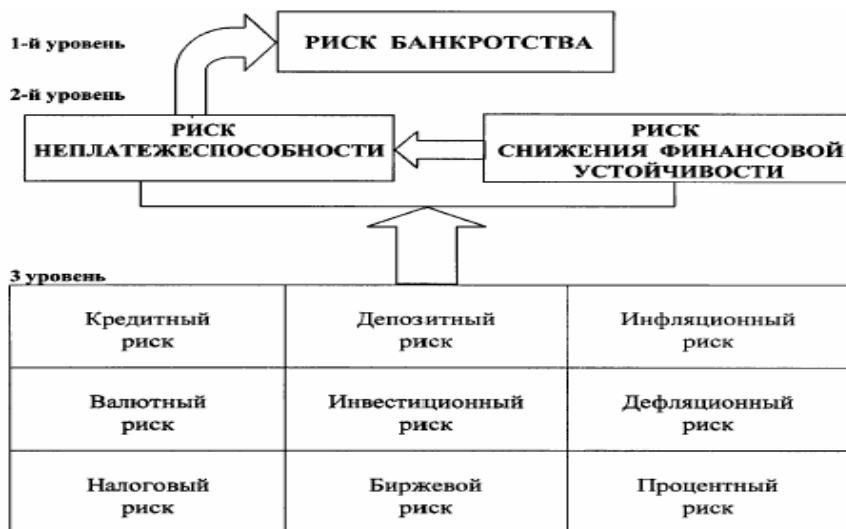 1-й уровень
РИСК БАНКРОТСТВА
2-й уровень
РИСК
НЕПЛАТЕЖЕСПОСОБНОСТИ
РИСК
СНИЖЕНИЯ ФИНАНСОВОЙ
УСТОЙЧИВОСТИ
3 уровень
Кредитный
риск
Депозитный
риск
Инфляционный
риск
Валютный
риск
Инвестиционный
риск
Дефляционный
риск
Налоговый
риск
Биржевой
риск
Процентный
риск